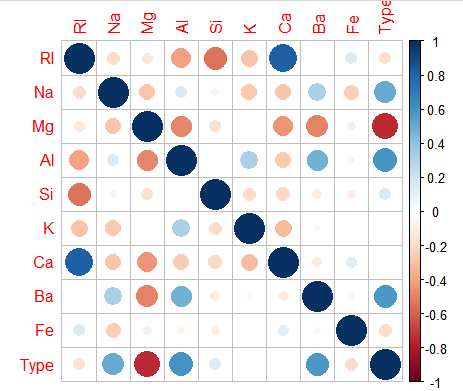 RI Na Mg Al Si K Ca Ba Fe Type
RI
Na
Mg
Al
Si
K
Ca
Ba
Fe
Type
1
0.8
0.6
0.4
0.2
0
-0.2
-0.4
-0.6
-0.8
-1